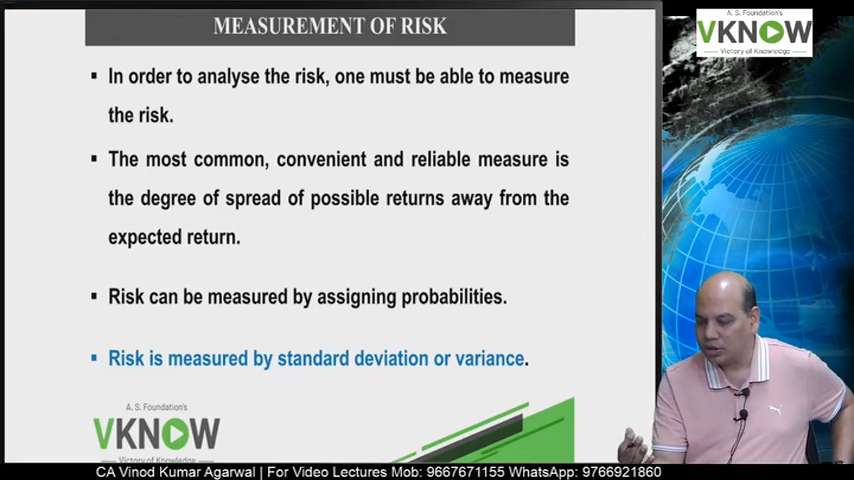 MEASUREMENT OF RISK
A. S. Foundation's
VKNOW
Victory of Knowledge
▪ In order to analyse the risk, one must be able to measure
the risk.
▪ The most common, convenient and reliable measure is
the degree of spread of possible returns away from the
expected return.
▪ Risk can be measured by assigning probabilities.
▪ Risk is measured by standard deviation or variance.
A. S. Foundation's
VKNOW
Victory of Knowledge
CA Vinod Kumar Agarwal | For Video Lectures Mob: 9667671155 WhatsApp: 9766921860